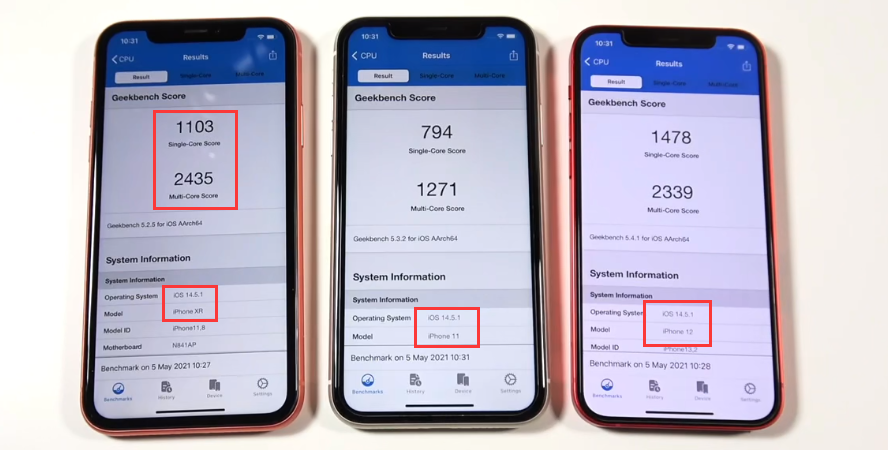 10:31
CPU
Results
Result
Single-Core
Multi-Core
Geekbench Score
1103
Single-Core Score
2435
Multi-Core Score
Geekbench 5.2.5 for iOS AArch64
System Information
System Information
Operating System iOS 14.5.1
Model iPhone XR
Model ID iPhone11,8
Motherboard N841AP
Benchmark on 5 May 2021 10:27
Benchmarks
History
Device
Settings
10:31
CPU
Results
Result
Single-Core
Multi-Core
Geekbench Score
794
Single-Core Score
1271
Multi-Core Score
Geekbench 5.3.2 for iOS AArch64
System Information
System Information
Operating System iOS 14.5.1
Model iPhone 11
Benchmark on 5 May 2021 10:31
Benchmarks
History
Device
Settings
10:31
CPU
Results
Result
Single-Core
Multi-Core
Geekbench Score
1478
Single-Core Score
2339
Multi-Core Score
Geekbench 5.4.1 for iOS AArch64
System Information
System Information
Operating System iOS 14.5.1
Model iPhone 12
Model ID iPhone13,2
Benchmark on 5 May 2021 10:28
Benchmarks
History
Device
Settings